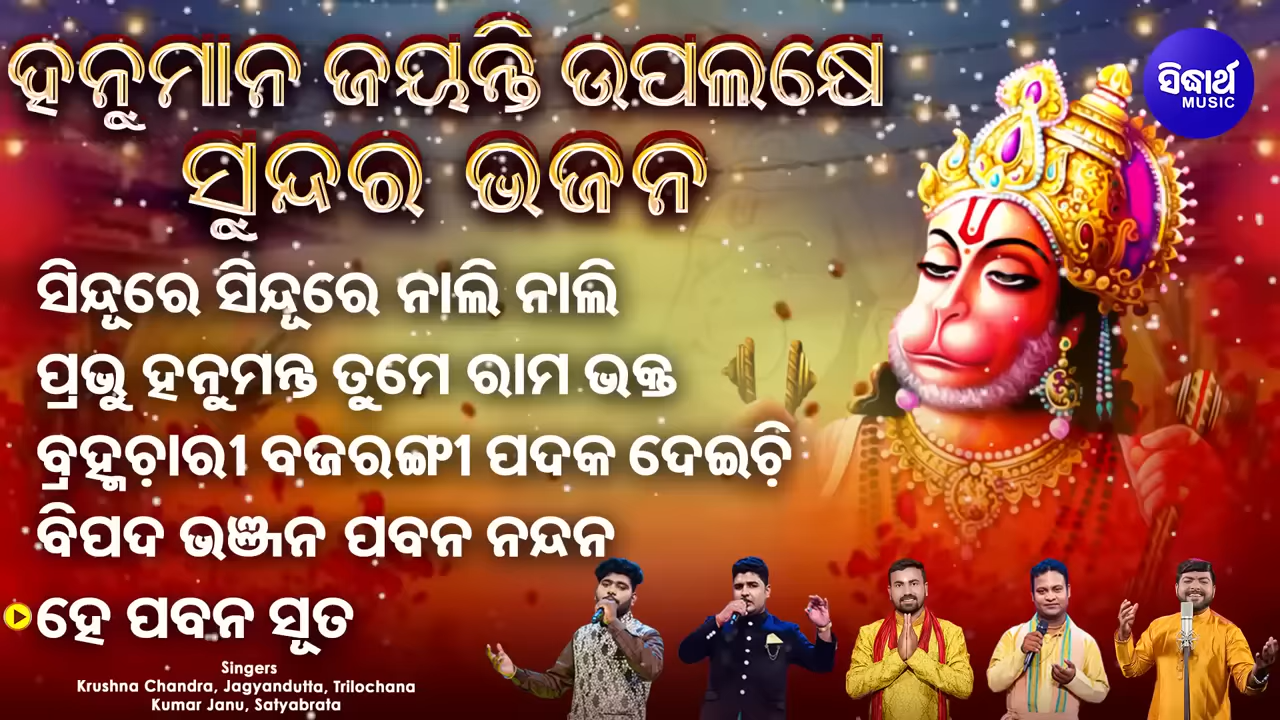 ହନୁମାନ ଜୟନ୍ତି ଉପଲକ୍ଷେ
ସୁନ୍ଦର ଭଜନ
ସିଦ୍ଧାର୍ଥ
MUSIC
ସିନ୍ଦୂରେ ସିନ୍ଦୂରେ ନାଲି ନାଲି
ପ୍ରଭୁ ହନୁମନ୍ତ ତୁମେ ରାମ ଭକ୍ତ
ବ୍ରହ୍ମଚାରୀ ବଜରଙ୍ଗୀ ପଦକ ଦେଇଚି
ବିପଦ ଭଞ୍ଜନ ପବନ ନନ୍ଦନ
ହେ ପବନ ସୂତ
Singers
Krushna Chandra, Jagyandutta, Trilochana
Kumar Janu, Satyabrata